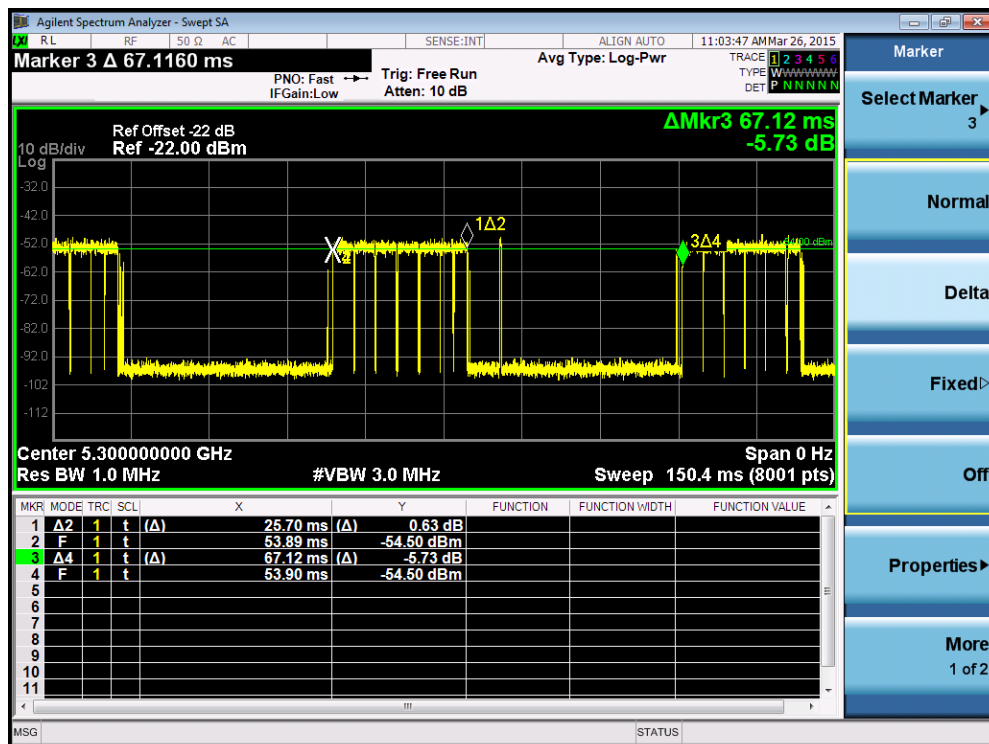 Agilent Spectrum Analyzer - Swept SA
LXI RL RF 50 Ω AC SENSE:INT ALIGN AUTO 11:03:47 AM Mar 26, 2015
Marker 3 Δ 67.1160 ms
PNO: Fast
IFGain:Low
Trig: Free Run
Atten: 10 dB
Avg Type: Log-Pwr
TRACE 1 2 3 4 5 6
TYPE WWWWWW
DET P N N N N N
ΔMkr3 67.12 ms
-5.73 dB
Ref Offset -22 dB
10 dB/div Ref -22.00 dBm
Log
-32.0
-42.0
-52.0
-62.0
-72.0
-82.0
-92.0
-102
-112
1Δ2
3Δ4
Center 5.300000000 GHz Span 0 Hz
Res BW 1.0 MHz #VBW 3.0 MHz Sweep 150.4 ms (8001 pts)
MKR MODE TRC SCL X Y FUNCTION FUNCTION WIDTH FUNCTION VALUE
1 Δ2 1 t (Δ) 25.70 ms (Δ) 0.63 dB
2 F 1 t 53.89 ms -54.50 dBm
3 Δ4 1 t (Δ) 67.12 ms (Δ) -5.73 dB
4 F 1 t 53.90 ms -54.50 dBm
5
6
7
8
9
10
11
MSG STATUS
Marker
Select Marker
3
Normal
Delta
Fixed
Off
Properties
More
1 of 2